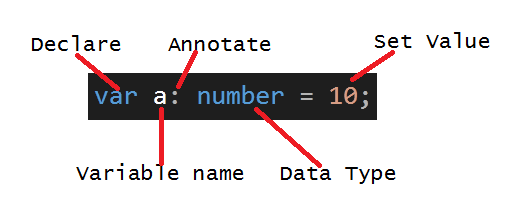 Declare Annotate Set Value
var a: number = 10;
Variable name Data Type